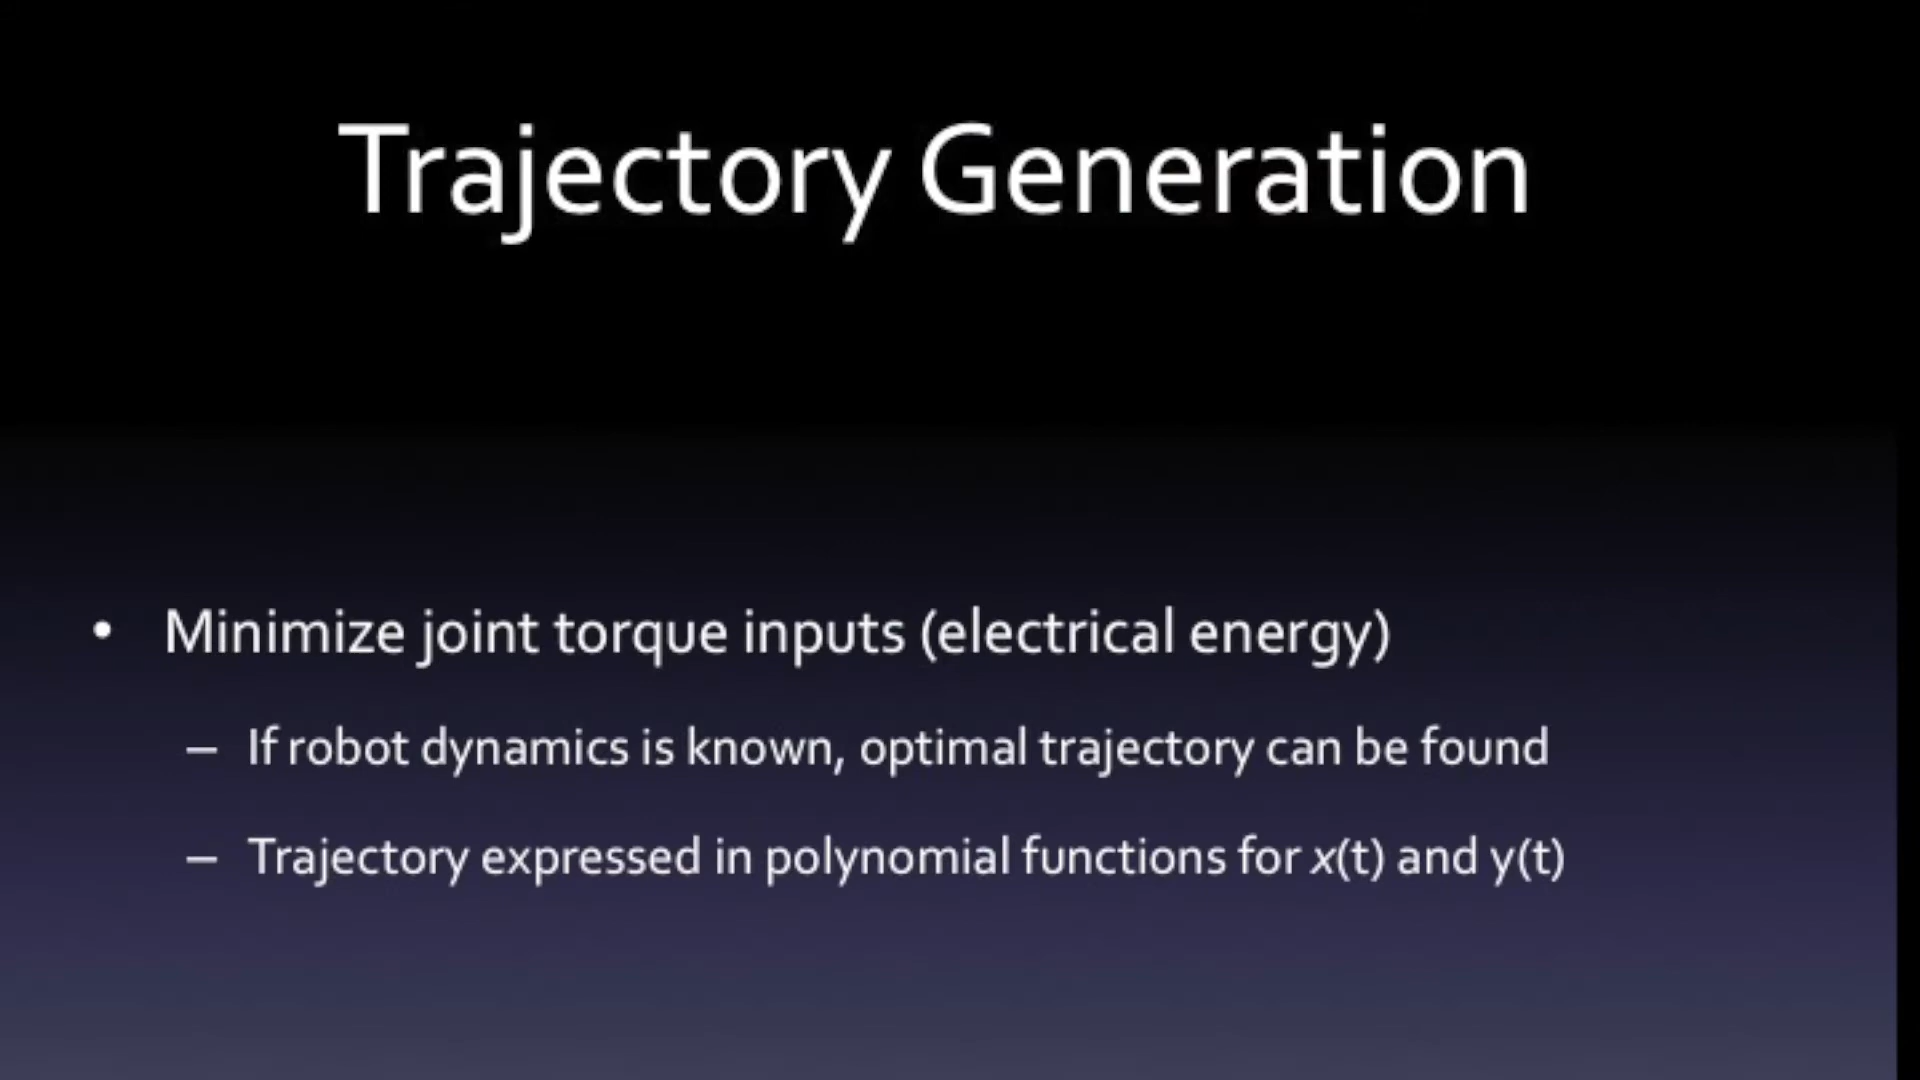 Trajectory Generation
• Minimize joint torque inputs (electrical energy)
– If robot dynamics is known, optimal trajectory can be found
– Trajectory expressed in polynomial functions for x(t) and y(t)